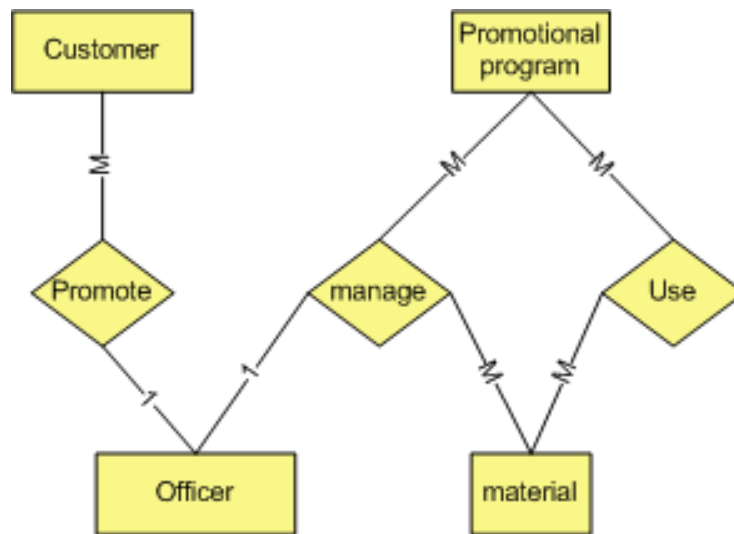 Customer
Promotional
program
M
M
M
Promote
manage
Use
1
1
M
M
Officer
material